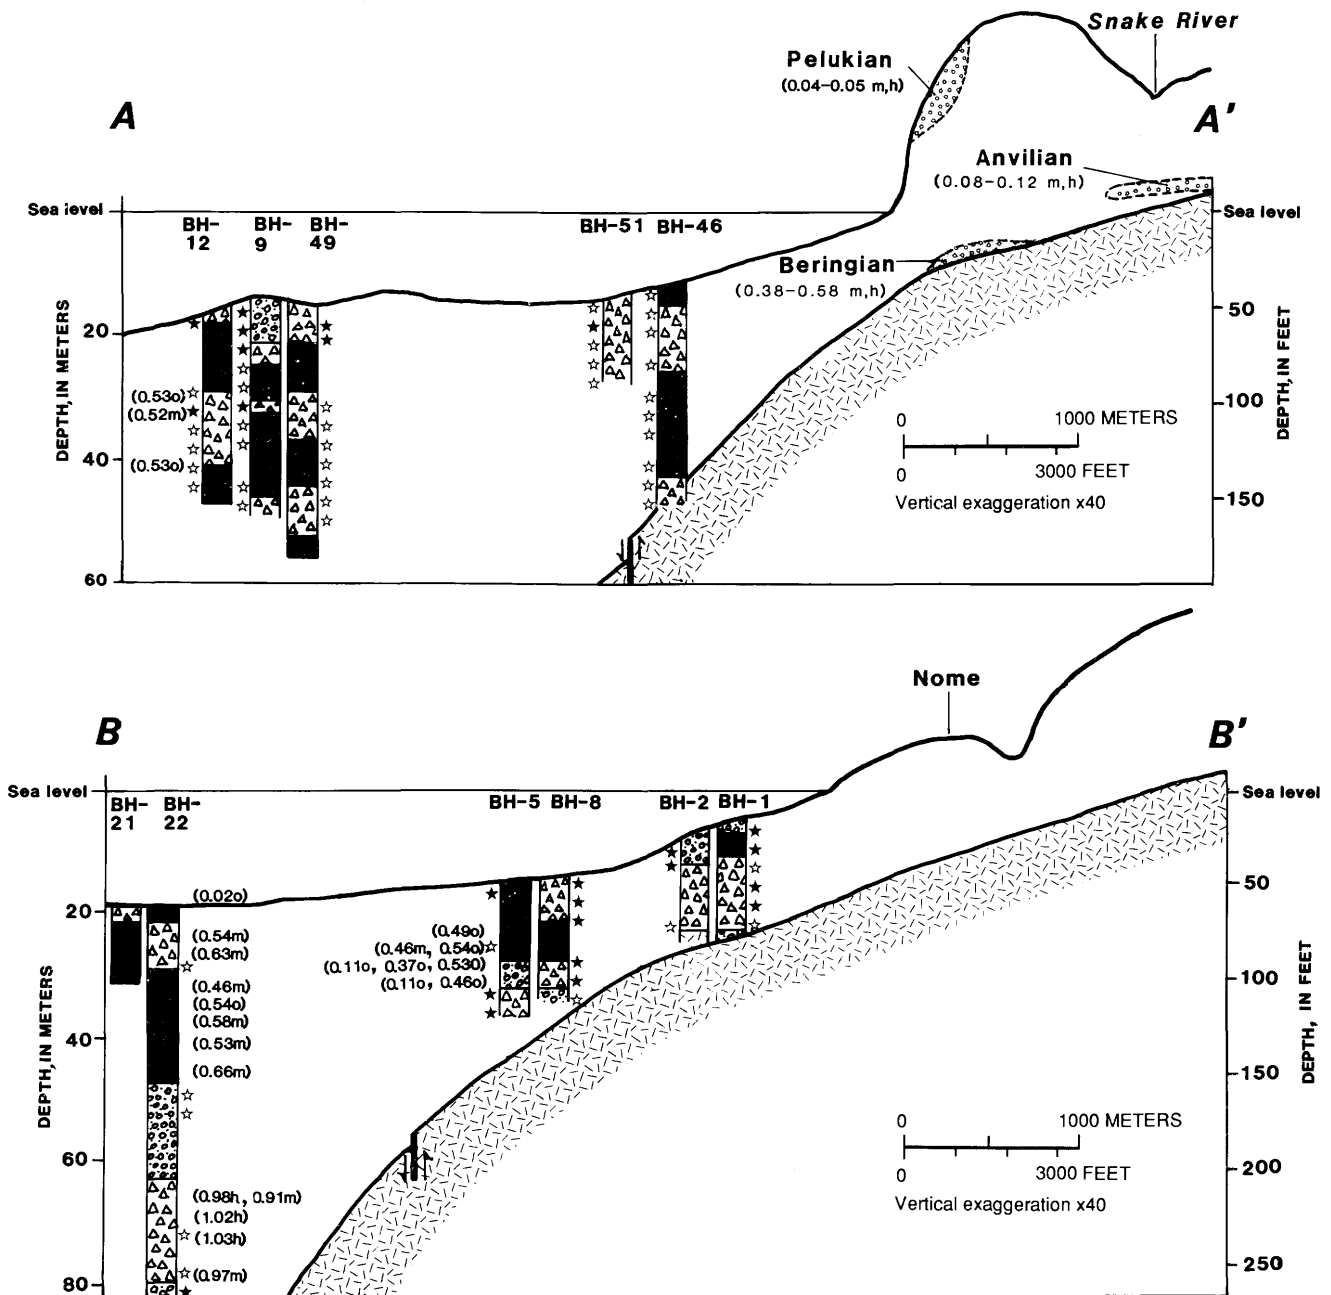 Snake River
Pelukian
(0.04–0.05 m,h)
A
A'
Anvilian
(0.08–0.12 m,h)
Sea level
Sea level
BH-
12
BH-
9
BH-
49
BH-51
BH-46
Beringian
(0.38–0.58 m,h)
DEPTH, IN METERS
20
40
60
(0.53o)
(0.52m)
(0.53o)
50
100
150
DEPTH, IN FEET
0
1000 METERS
0
3000 FEET
Vertical exaggeration x40
Nome
B
B'
Sea level
Sea level
BH-
21
BH-
22
BH-5
BH-8
BH-2
BH-1
DEPTH, IN METERS
20
40
60
80
(0.02o)
(0.54m)
(0.63m)
(0.46m)
(0.54o)
(0.58m)
(0.53m)
(0.66m)
(0.98h, 0.91m)
(1.02h)
(1.03h)
(0.97m)
(0.49o)
(0.46m, 0.54o)
(0.11o, 0.37o, 0.530)
(0.11o, 0.46o)
50
100
150
200
250
DEPTH, IN FEET
0
1000 METERS
0
3000 FEET
Vertical exaggeration x40